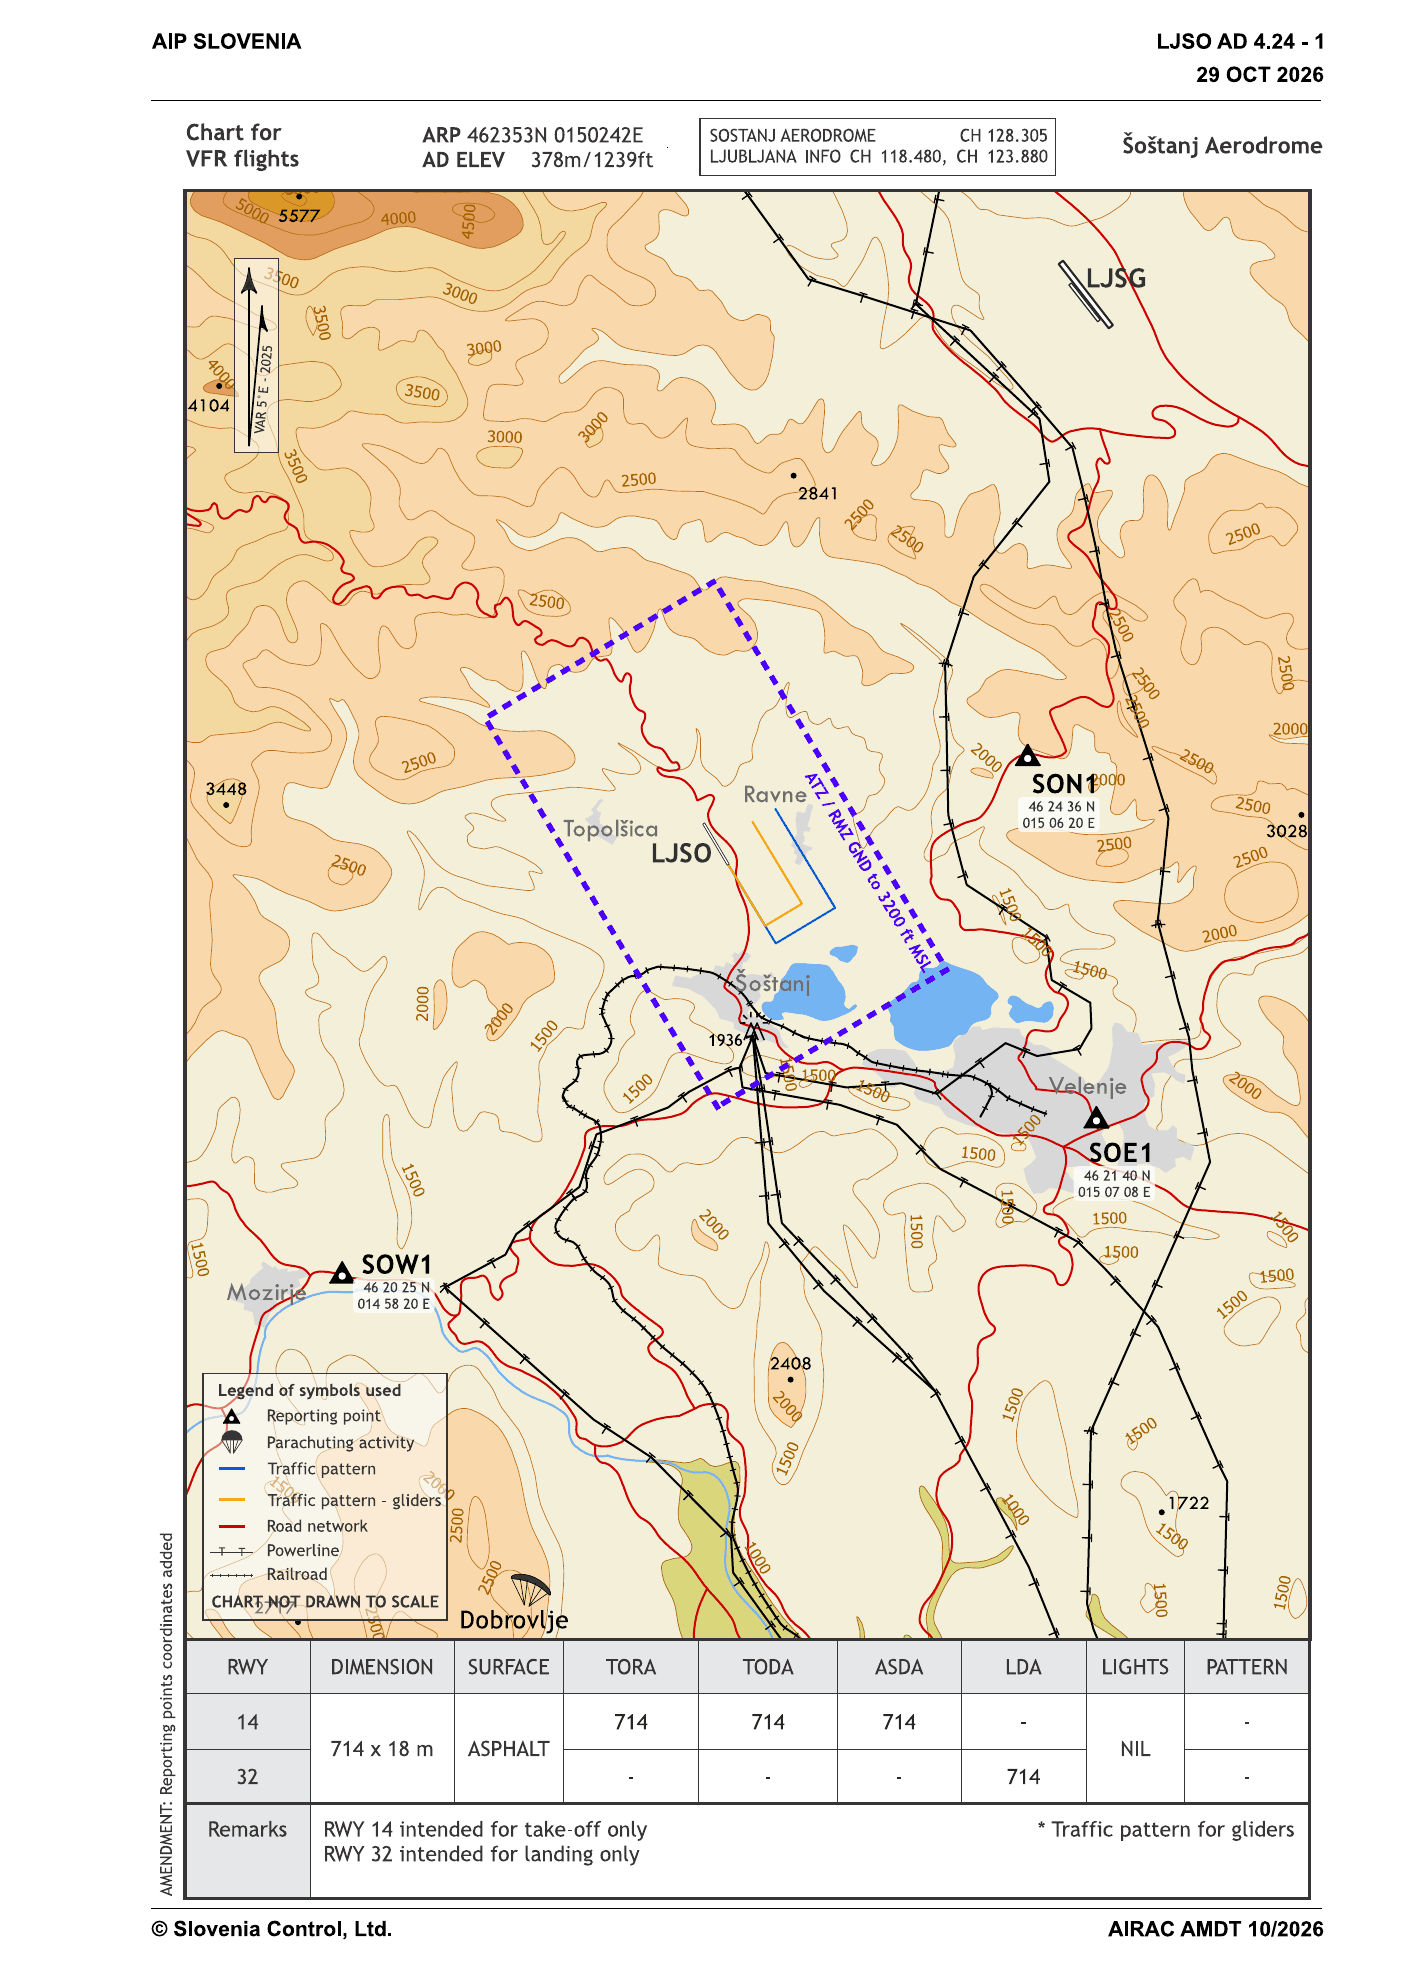 AIP SLOVENIA
LJSO AD 4.24 - 1
29 OCT 2026
Chart for
VFR flights
ARP 462353N 0150242E
AD ELEV 378m/1239ft
SOSTANJ AERODROME CH 128.305
LJUBLJANA INFO CH 118.480, CH 123.880
Šoštanj Aerodrome
5000
5577
4000
4500
3500
3000
3500
VAR 5°E - 2025
LJSG
4000
4104
3000
3500
3000
3000
3500
2500
2841
2500
2500
2500
2500
2500
2500
2500
2500
2000
2500
2500
2000
SON1
2000
46 24 36 N
015 06 20 E
2500
3028
3448
Ravne
Topolšica
LJSO
ATZ / RMZ GND to 3200 ft MSL
2500
2500
2500
1500
1500
2000
1500
2000
2000
1500
Šoštanj
1936
1500
1500
1500
1500
Velenje
2000
1500
1500
SOE1
46 21 40 N
015 07 08 E
1500
1500
1500
2000
1500
1500
1500
1500
1500
1500
SOW1
46 20 25 N
014 58 20 E
Mozirje
2408
2000
1500
1500
1500
1722
1500
1000
1000
1500
1500
Legend of symbols used
Reporting point
Parachuting activity
Traffic pattern
Traffic pattern - gliders
Road network
Powerline
Railroad
CHART NOT DRAWN TO SCALE
1500
2000
2500
2500
2500
Dobrovlje
AMENDMENT: Reporting points coordinates added
RWY DIMENSION SURFACE TORA TODA ASDA LDA LIGHTS PATTERN
14 714 x 18 m ASPHALT 714 714 714 - NIL -
32 - - - 714 -
Remarks
RWY 14 intended for take-off only
RWY 32 intended for landing only
* Traffic pattern for gliders
© Slovenia Control, Ltd.
AIRAC AMDT 10/2026